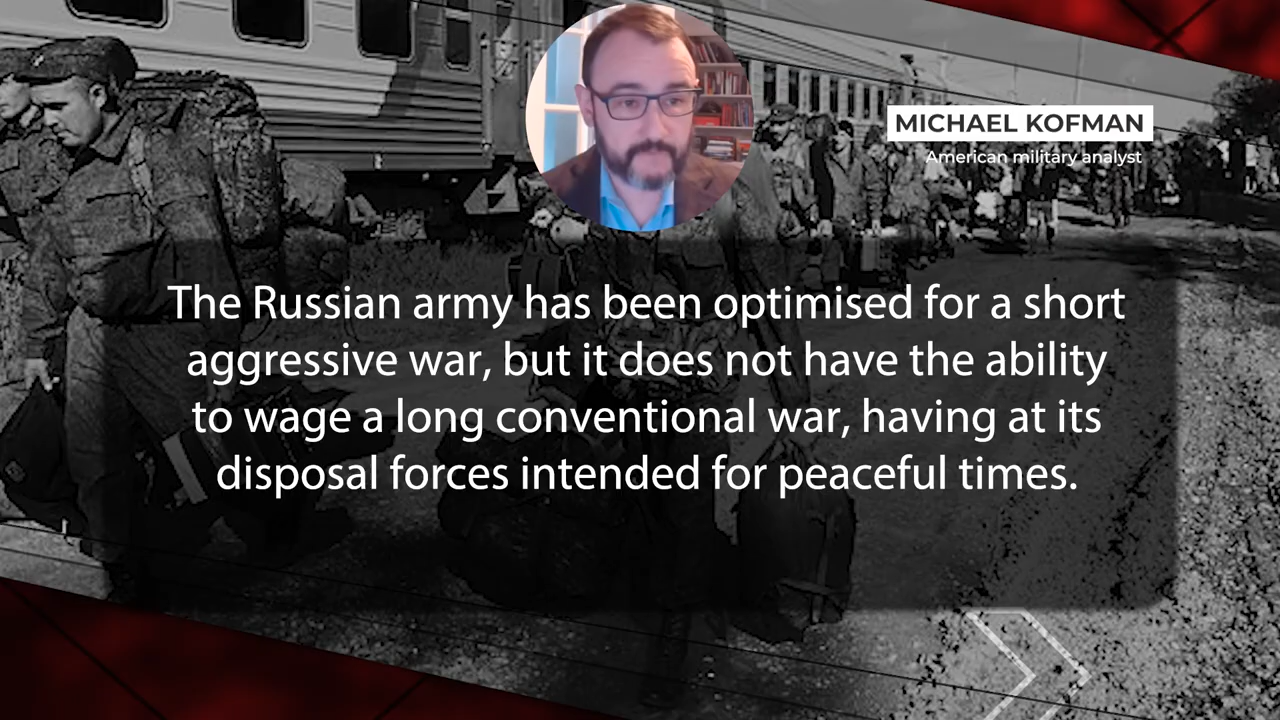 MICHAEL KOFMAN
American military analyst
The Russian army has been optimised for a short
aggressive war, but it does not have the ability
to wage a long conventional war, having at its
disposal forces intended for peaceful times.